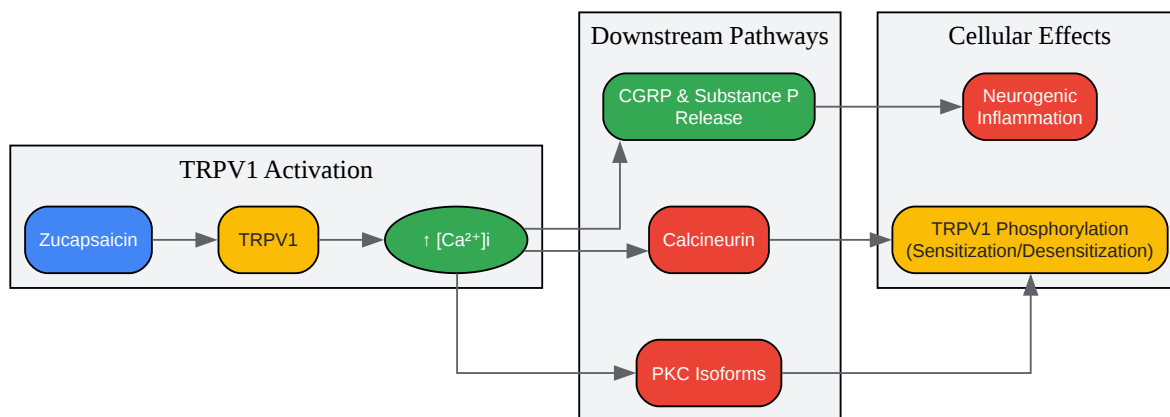 TRPV1 Activation
Zucapsaicin
TRPV1
↑ [Ca²⁺]i
Downstream Pathways
CGRP & Substance P
Release
Calcineurin
PKC Isoforms
Cellular Effects
Neurogenic
Inflammation
TRPV1 Phosphorylation
(Sensitization/Desensitization)